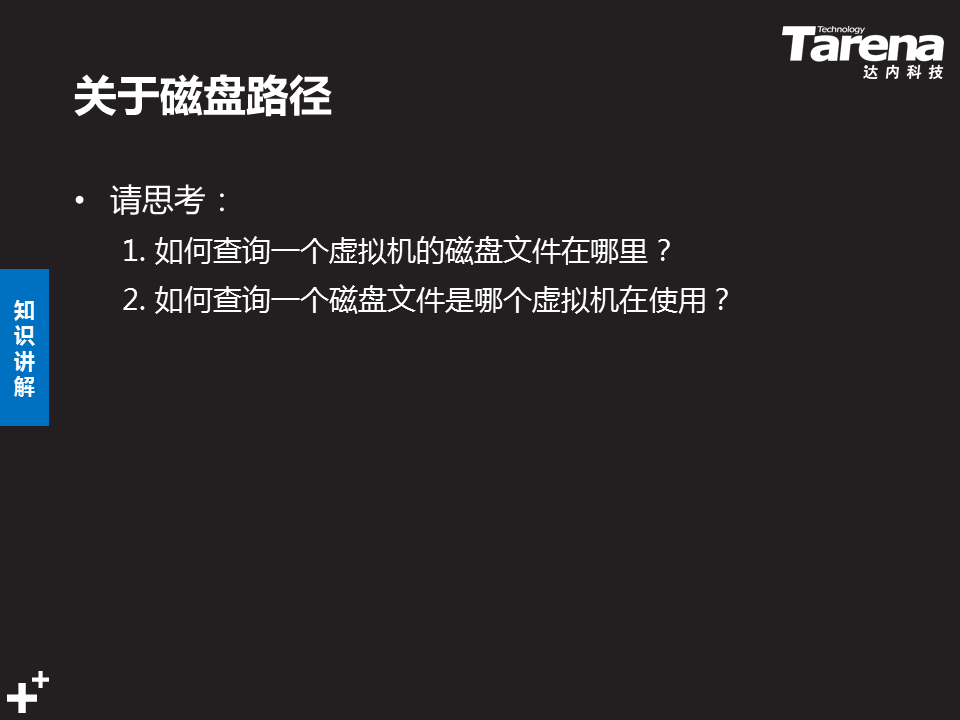 Technology
Tarena
达内科技
关于磁盘路径
• 请思考：
1. 如何查询一个虚拟机的磁盘文件在哪里？
2. 如何查询一个磁盘文件是哪个虚拟机在使用？
知
识
讲
解